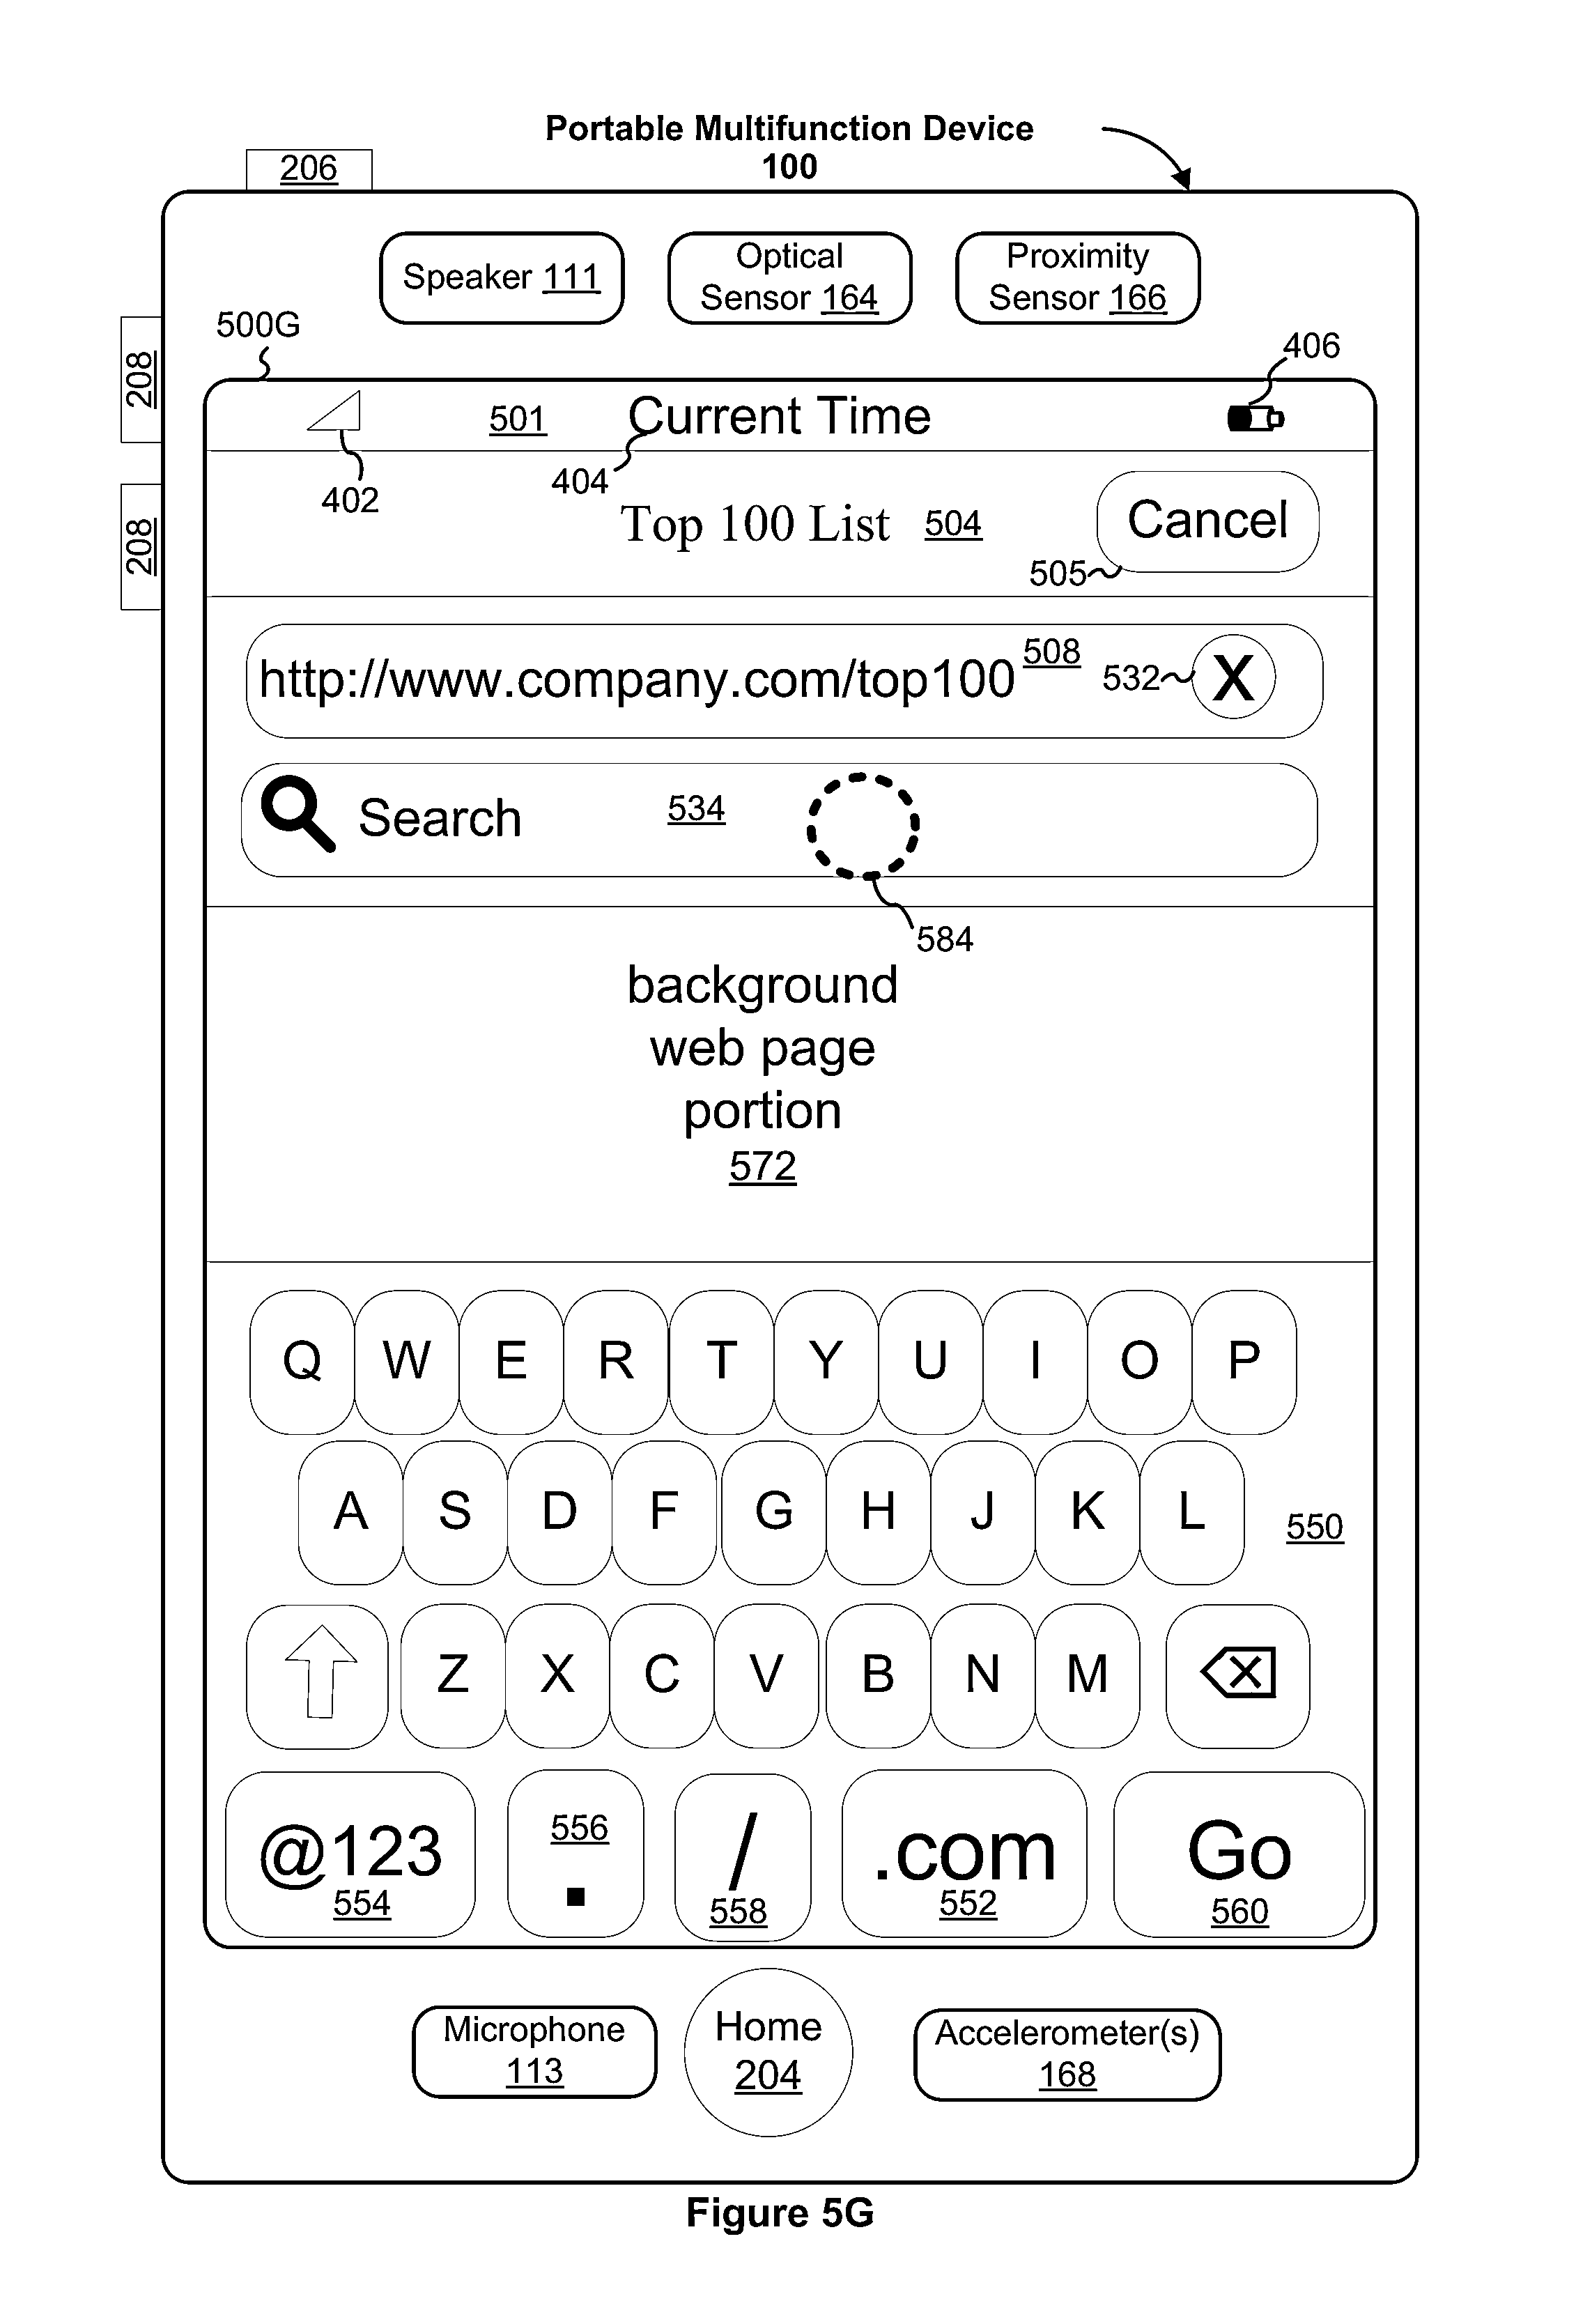 Portable Multifunction Device
100
206
Speaker 111
Optical
Sensor 164
Proximity
Sensor 166
500G
208
208
406
501
Current Time
402
404
Top 100 List 504
Cancel
505
http://www.company.com/top100 508
532
X
Search 534
584
background
web page
portion
572
Q W E R T Y U I O P
A S D F G H J K L
550
Z X C V B N M
@123
554
556
.
/
558
.com
552
Go
560
Microphone
113
Home
204
Accelerometer(s)
168
Figure 5G